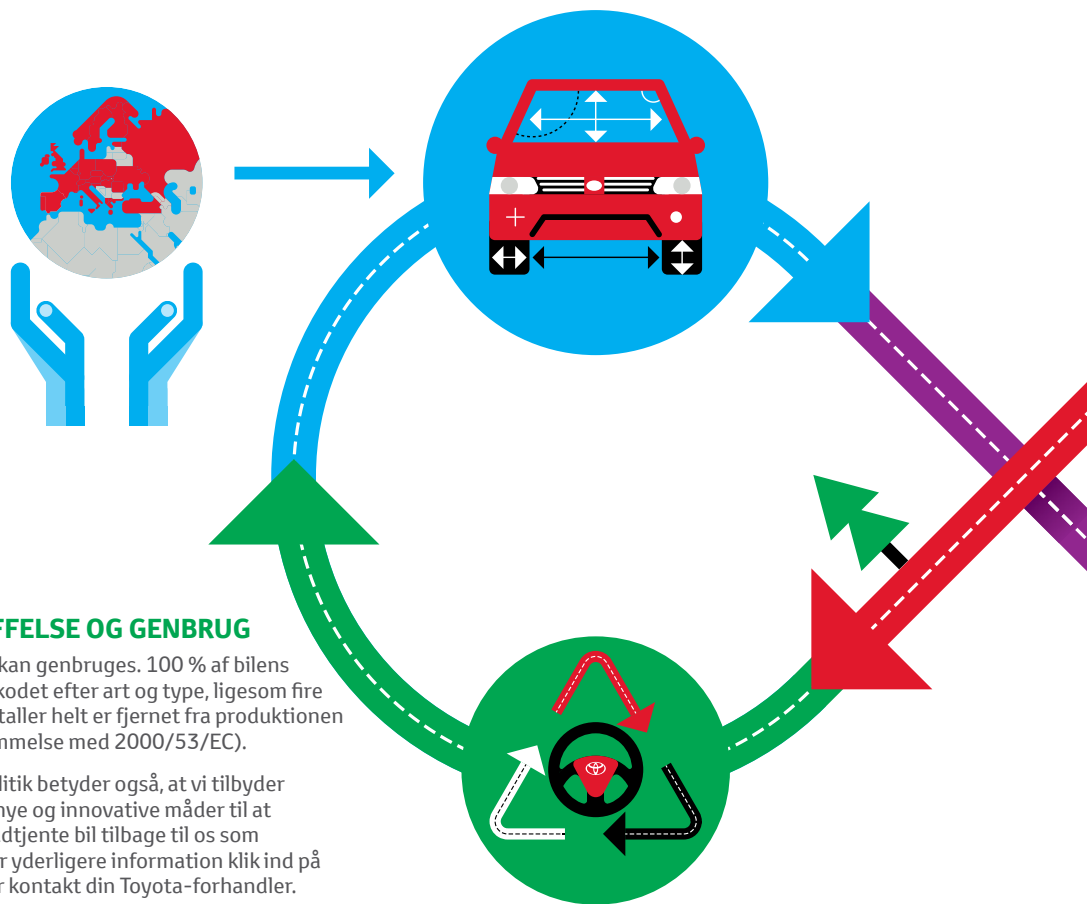 FFELSE OG GENBRUG
kan genbruges. 100 % af bilens
kodet efter art og type, ligesom fire
taller helt er fjernet fra produktionen
mmelse med 2000/53/EC).
litik betyder også, at vi tilbyder
nye og innovative måder til at
dtjente bil tilbage til os som
r yderligere information klik ind på
r kontakt din Toyota-forhandler.